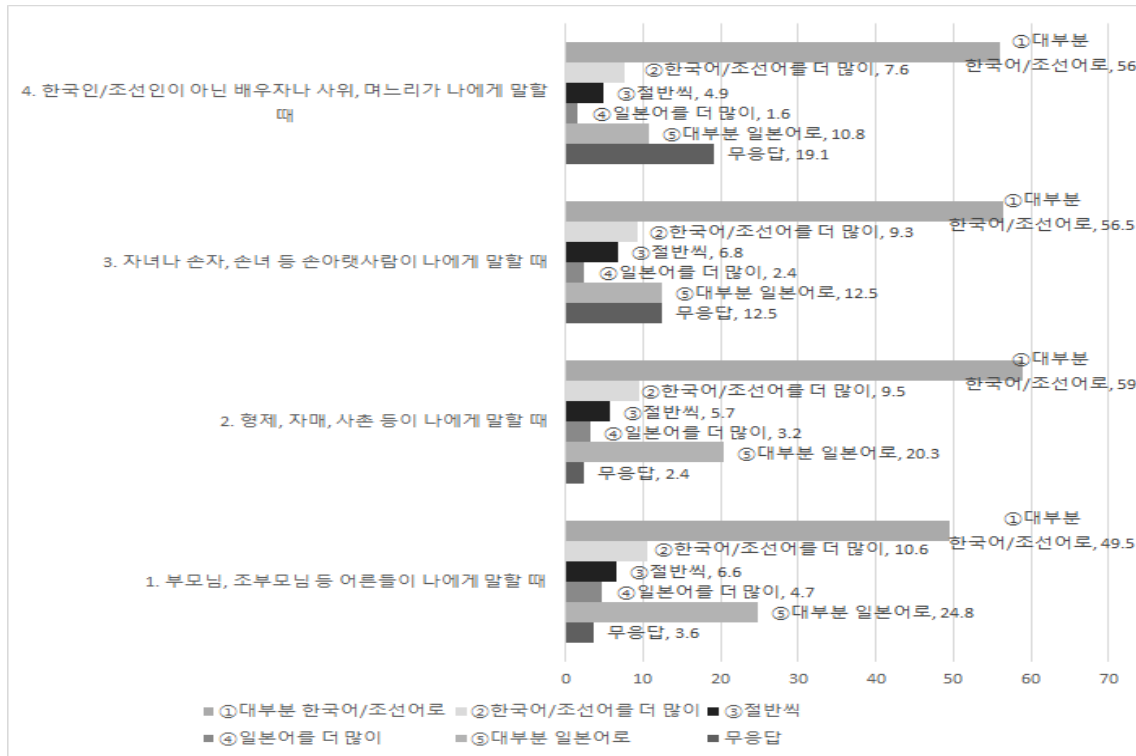 ①대부분
한국어/조선어로, 56
②한국어/조선어를 더 많이, 7.6
4. 한국인/조선인이 아닌 배우자나 사위, 며느리가 나에게 말할
때
③절반씩, 4.9
④일본어를 더 많이, 1.6
⑤대부분 일본어로, 10.8
무응답, 19.1
①대부분
한국어/조선어로, 56.5
②한국어/조선어를 더 많이, 9.3
3. 자녀나 손자, 손녀 등 손아랫사람이 나에게 말할 때
③절반씩, 6.8
④일본어를 더 많이, 2.4
⑤대부분 일본어로, 12.5
무응답, 12.5
①대부분
한국어/조선어로, 59
②한국어/조선어를 더 많이, 9.5
2. 형제, 자매, 사촌 등이 나에게 말할 때
③절반씩, 5.7
④일본어를 더 많이, 3.2
⑤대부분 일본어로, 20.3
무응답, 2.4
①대부분
한국어/조선어로, 49.5
②한국어/조선어를 더 많이, 10.6
1. 부모님, 조부모님 등 어른들이 나에게 말할 때
③절반씩, 6.6
④일본어를 더 많이, 4.7
⑤대부분 일본어로, 24.8
무응답, 3.6
0 10 20 30 40 50 60 70
①대부분 한국어/조선어로 ②한국어/조선어를 더 많이 ③절반씩
④일본어를 더 많이 ⑤대부분 일본어로 무응답